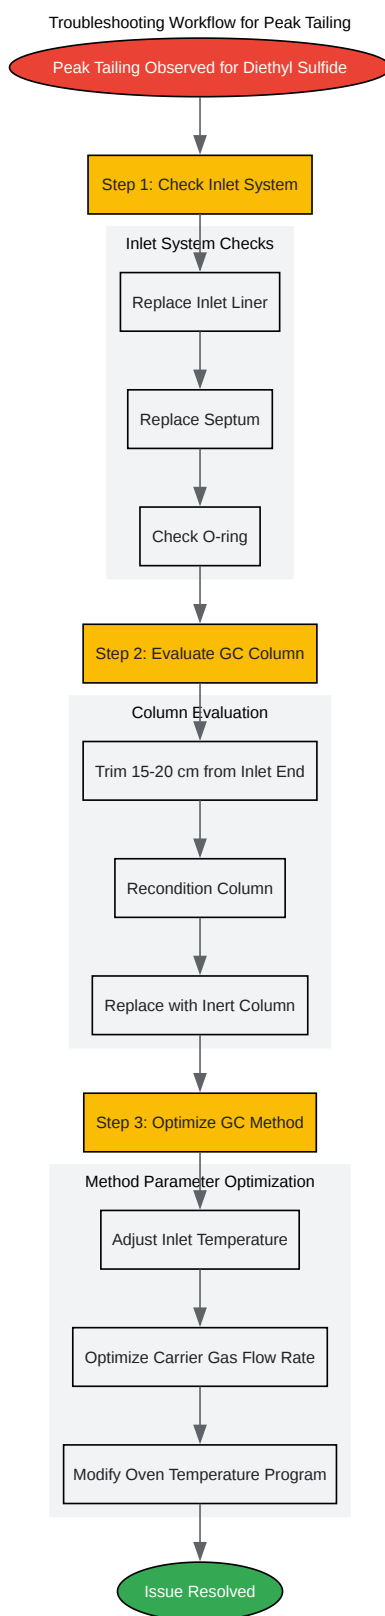 Troubleshooting Workflow for Peak Tailing
Peak Tailing Observed for Diethyl Sulfide
Step 1: Check Inlet System
Inlet System Checks
Replace Inlet Liner
Replace Septum
Check O-ring
Step 2: Evaluate GC Column
Column Evaluation
Trim 15-20 cm from Inlet End
Recondition Column
Replace with Inert Column
Step 3: Optimize GC Method
Method Parameter Optimization
Adjust Inlet Temperature
Optimize Carrier Gas Flow Rate
Modify Oven Temperature Program
Issue Resolved